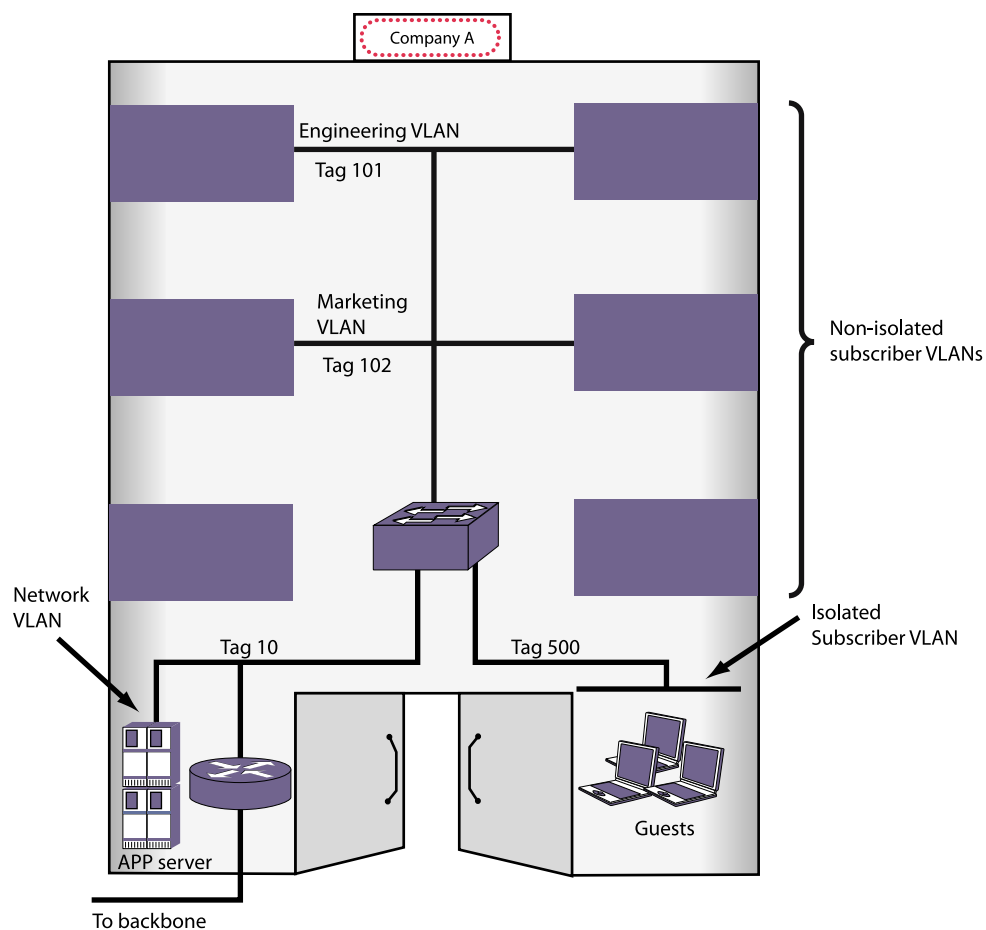 Company A
Engineering VLAN
Tag 101
Marketing
VLAN
Tag 102
Non-isolated
subscriber VLANs
Network
VLAN
Isolated
Subscriber VLAN
Tag 10
Tag 500
Guests
APP server
To backbone